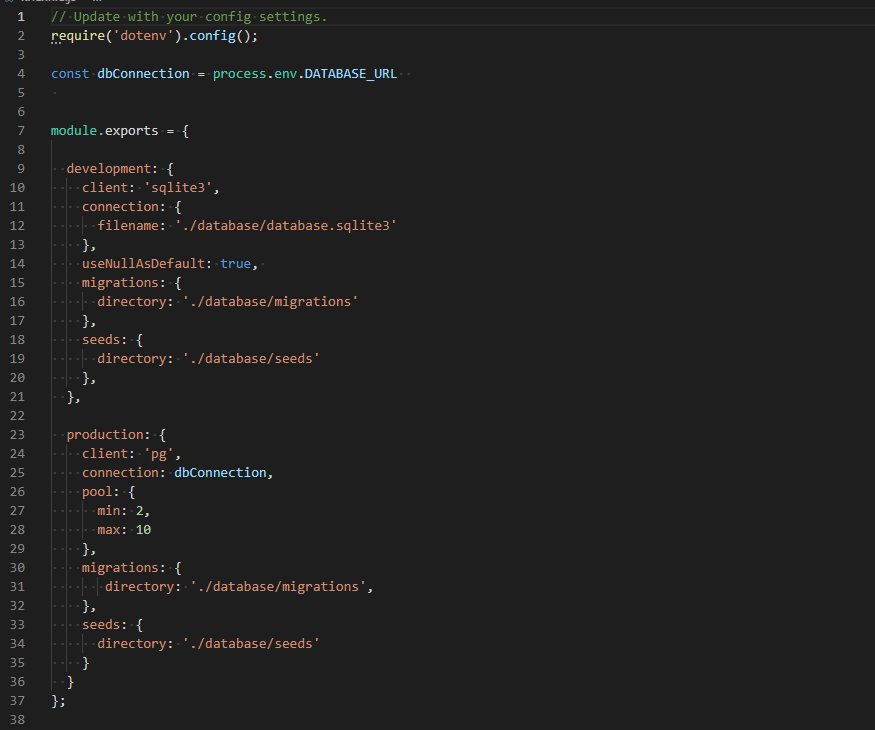 1 // Update with your config settings.
2 require('dotenv').config();
3
4 const dbConnection = process.env.DATABASE_URL
5
6
7 module.exports = {
8
9 development: {
10 client: 'sqlite3',
11 connection: {
12 filename: './database/database.sqlite3'
13 },
14 useNullAsDefault: true,
15 migrations: {
16 directory: './database/migrations'
17 },
18 seeds: {
19 directory: './database/seeds'
20 },
21 },
22
23 production: {
24 client: 'pg',
25 connection: dbConnection,
26 pool: {
27 min: 2,
28 max: 10
29 },
30 migrations: {
31 directory: './database/migrations',
32 },
33 seeds: {
34 directory: './database/seeds'
35 }
36 }
37 };
38